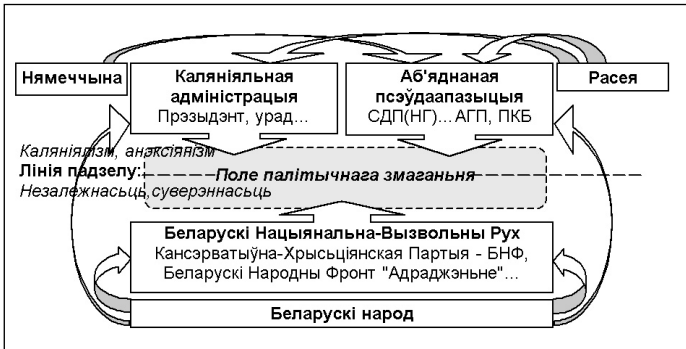 Нямеччына
Каляніяльная
адміністрацыя
Прэзыдэнт, урад...
Аб'яднаная
псэўдаапазыцыя
СДП(НГ)... АГП, ПКБ
Расея
Каляніялізм, анэксіянізм
Лінія падзелу:
Незалежнасьць,суверэннасьць
Поле палітычнага змаганьня
Беларускі Нацыянальна-Вызвольны Рух
Кансэрватыўна-Хрысьціянская Партыя - БНФ,
Беларускі Народны Фронт "Адраджэньне"...
Беларускі народ